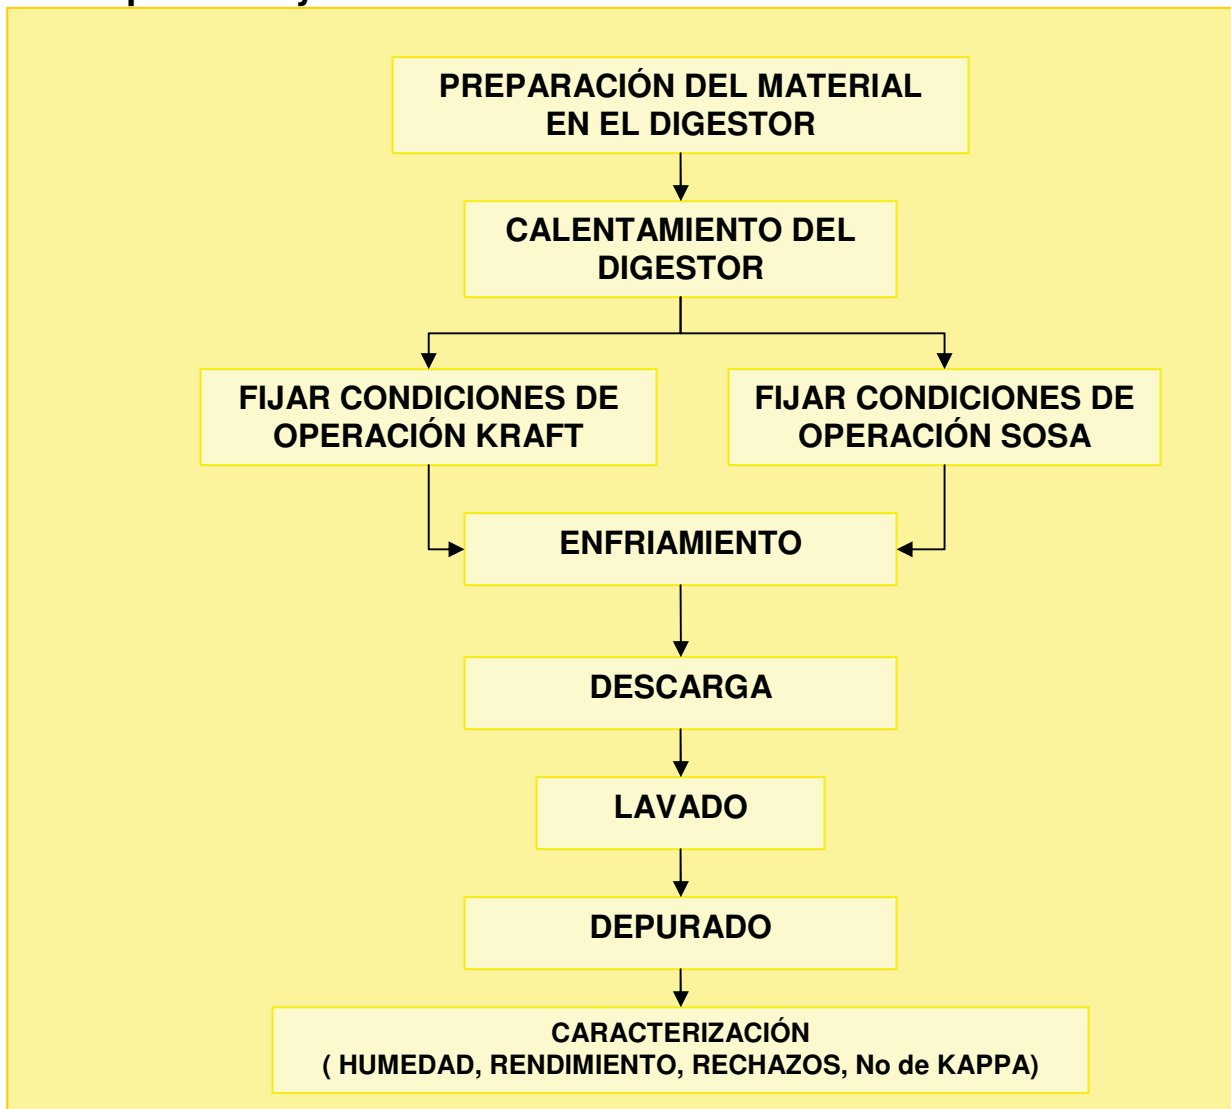 PREPARACIÓN DEL MATERIAL
EN EL DIGESTOR
CALENTAMIENTO DEL
DIGESTOR
FIJAR CONDICIONES DE
OPERACIÓN KRAFT
FIJAR CONDICIONES DE
OPERACIÓN SOSA
ENFRIAMIENTO
DESCARGA
LAVADO
DEPURADO
CARACTERIZACIÓN
( HUMEDAD, RENDIMIENTO, RECHAZOS, No de KAPPA)